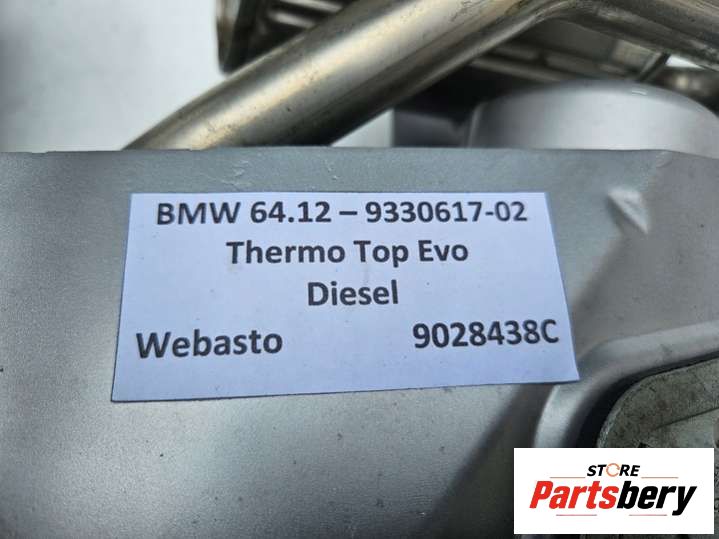 BMW 64.12 – 9330617-02
Thermo Top Evo
Diesel
Webasto 9028438C
STORE
Partsbery